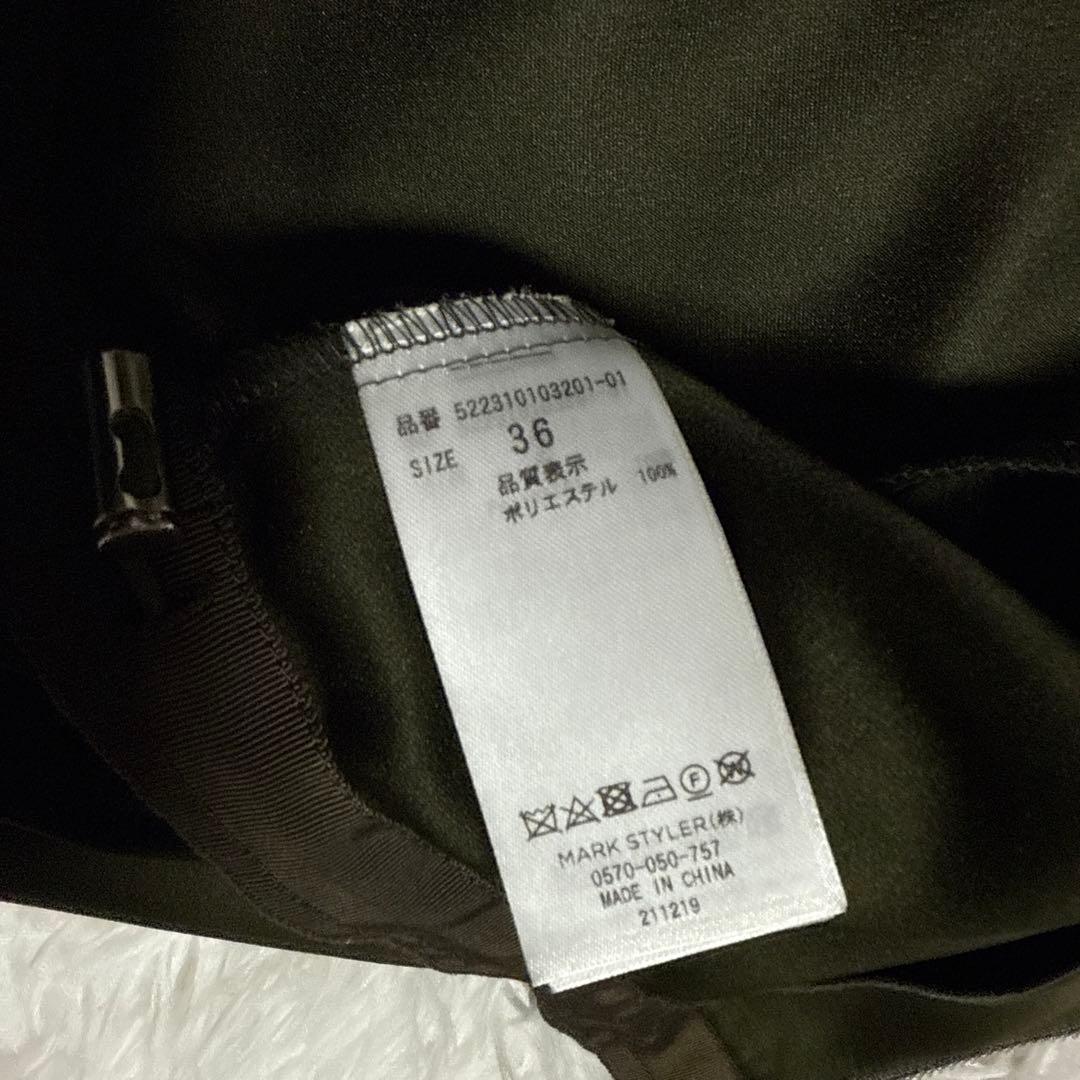 品番 522310103201-01
SIZE 36
品質表示
ポリエステル 100%
F
W
MARK STYLER(株)
0570-050-757
MADE IN CHINA
211219